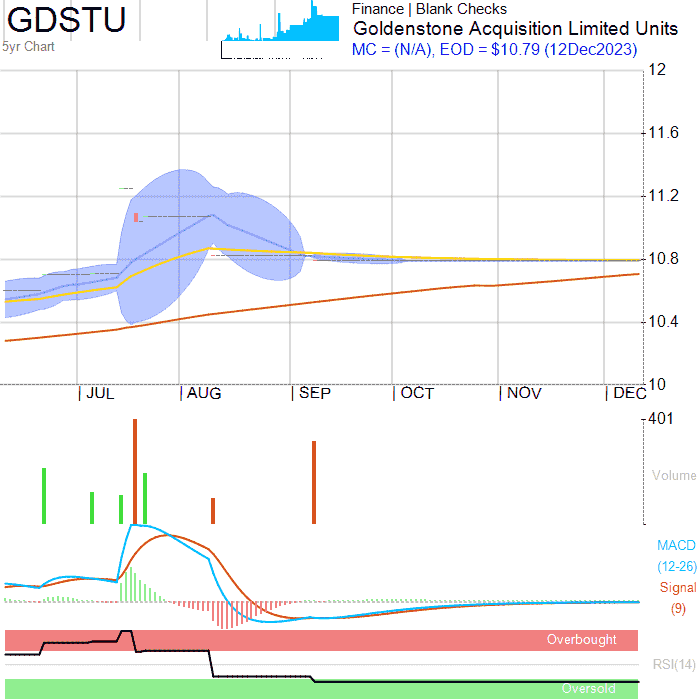 GDSTU
5yr Chart
Finance | Blank Checks
Goldenstone Acquisition Limited Units
MC = (N/A), EOD = $10.79 (12Dec2023)
12
11.6
11.2
10.8
10.4
10
JUL
AUG
SEP
OCT
NOV
DEC
401
Volume
MACD
(12-26)
Signal
(9)
Overbought
RSI(14)
Oversold